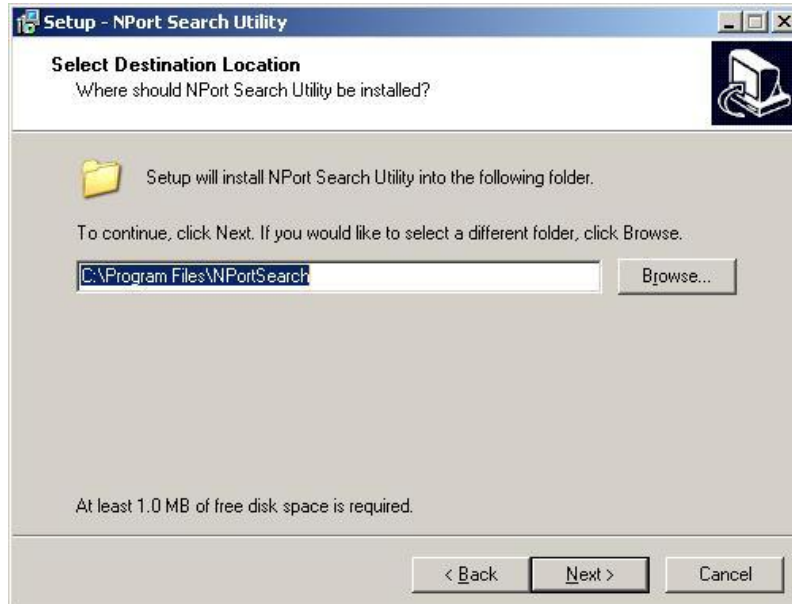 Setup - NPort Search Utility
Select Destination Location
Where should NPort Search Utility be installed?
Setup will install NPort Search Utility into the following folder.
To continue, click Next. If you would like to select a different folder, click Browse.
C:\Program Files\NPortSearch
Browse...
At least 1.0 MB of free disk space is required.
< Back Next > Cancel